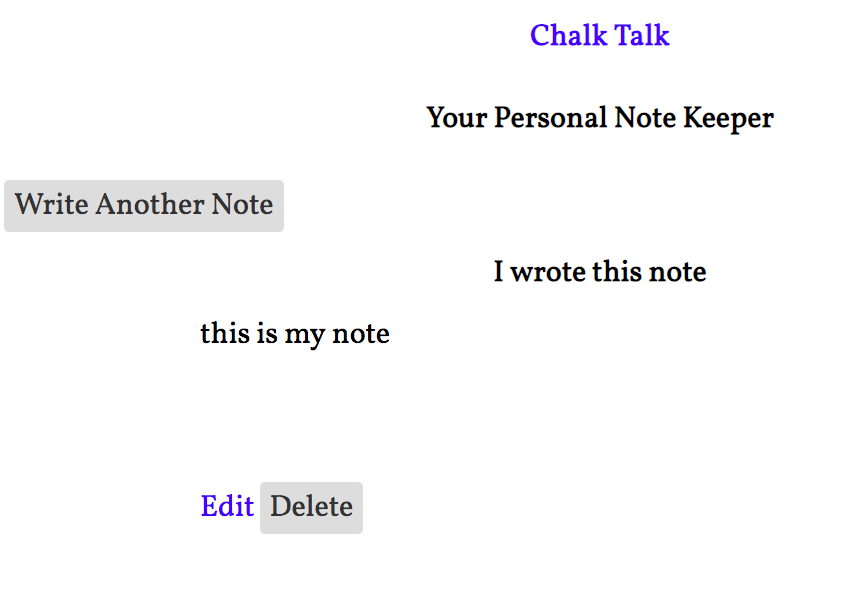 Chalk Talk
Your Personal Note Keeper
Write Another Note
I wrote this note
this is my note
Edit Delete